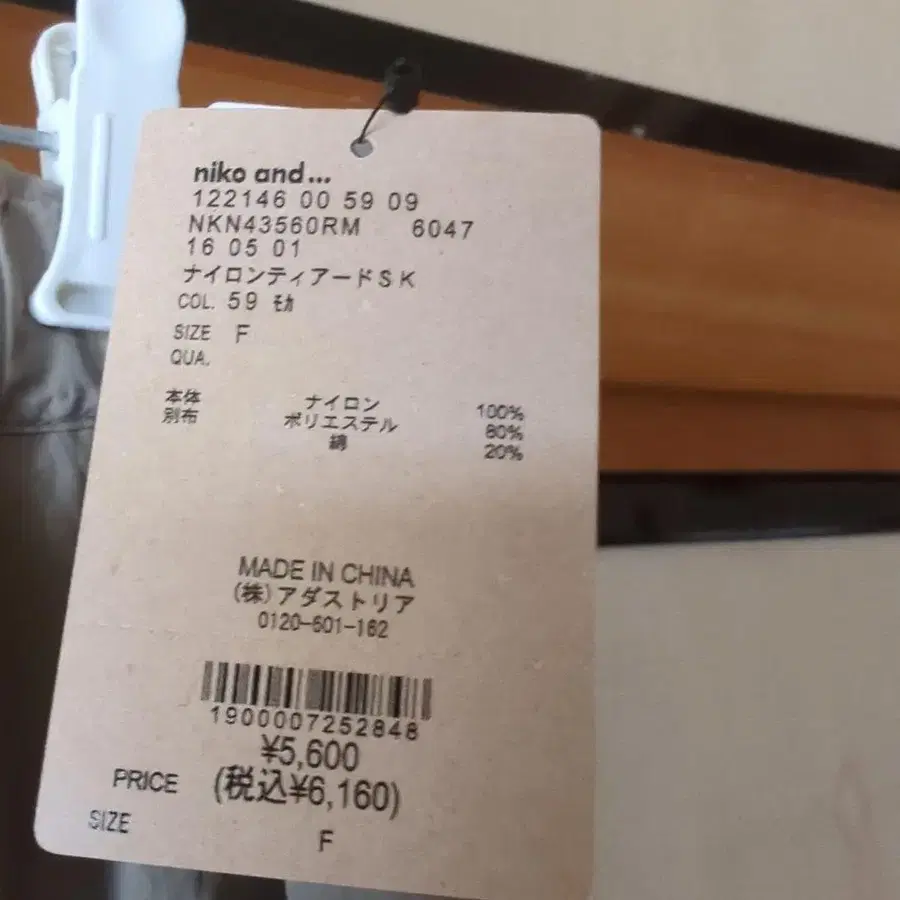 niko and...
122146 00 59 09
NKN43560RM 6047
16 05 01
ナイロンティアードSK
COL. 59 ﾓｶ
SIZE F
QUA.
本体 ナイロン 100%
別布 ポリエステル 80%
綿 20%
MADE IN CHINA
(株)アダストリア
0120-601-162
1900007252848
¥5,600
PRICE (税込¥6,160)
SIZE F